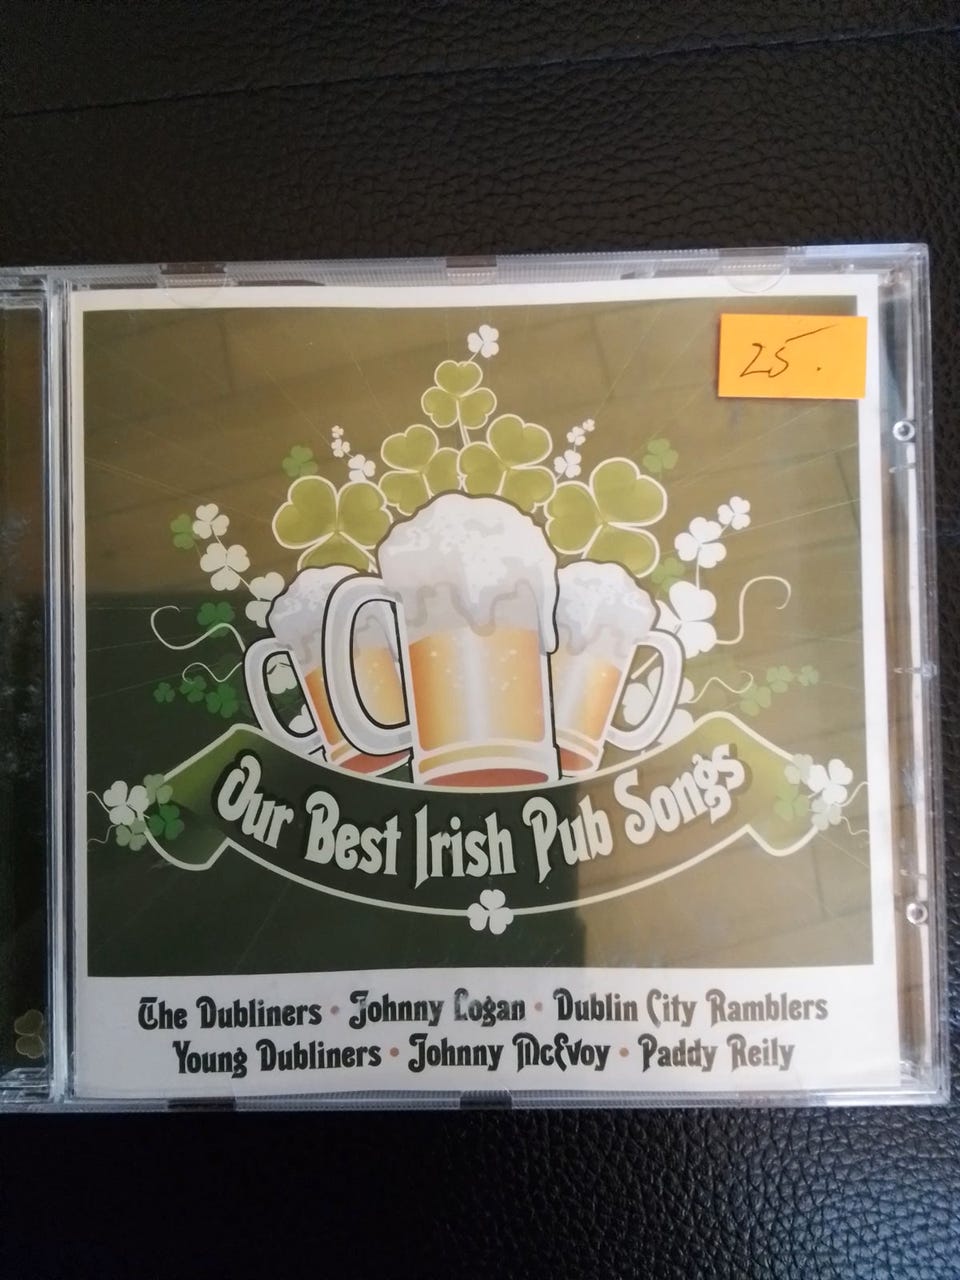 25.
Our Best Irish Pub Songs
The Dubliners • Johnny Logan • Dublin City Ramblers
Young Dubliners • Johnny McEvoy • Paddy Reily